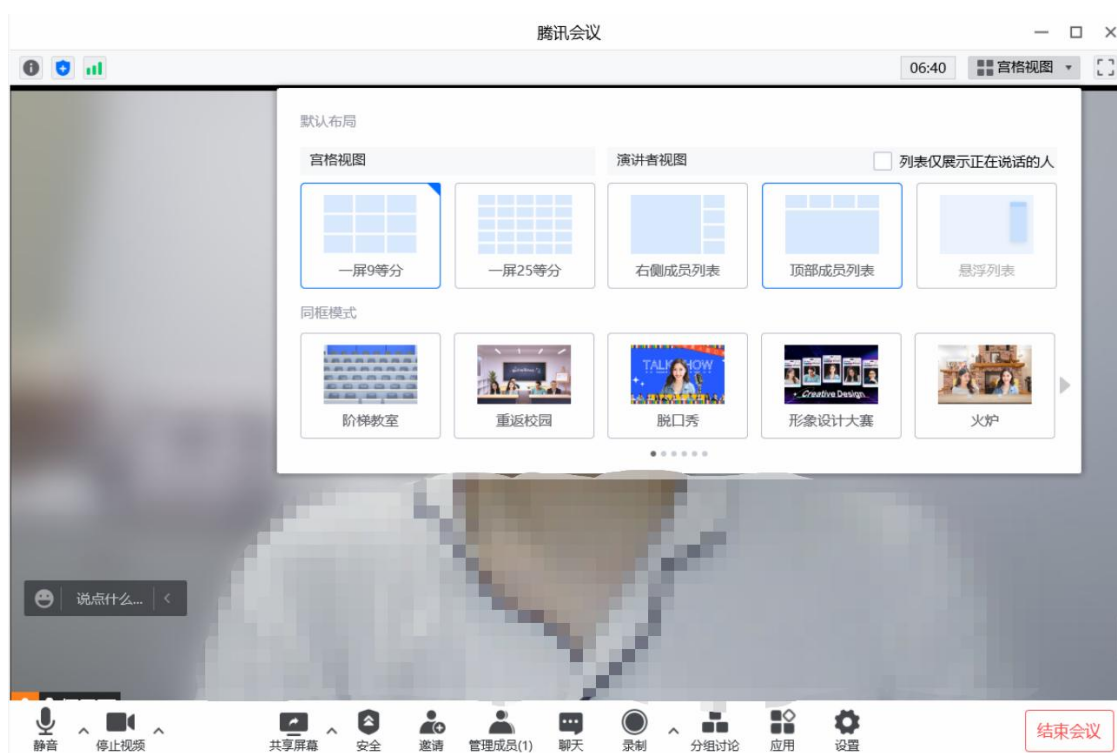 腾讯会议
06:40
宫格视图
默认布局
宫格视图
演讲者视图
列表仅展示正在说话的人
一屏9等分
一屏25等分
右侧成员列表
顶部成员列表
悬浮列表
同框模式
TALK SHOW
Creative Design
阶梯教室
重返校园
脱口秀
形象设计大赛
火炉
说点什么...
静音
停止视频
共享屏幕
安全
邀请
管理成员(1)
聊天
录制
分组讨论
应用
设置
结束会议